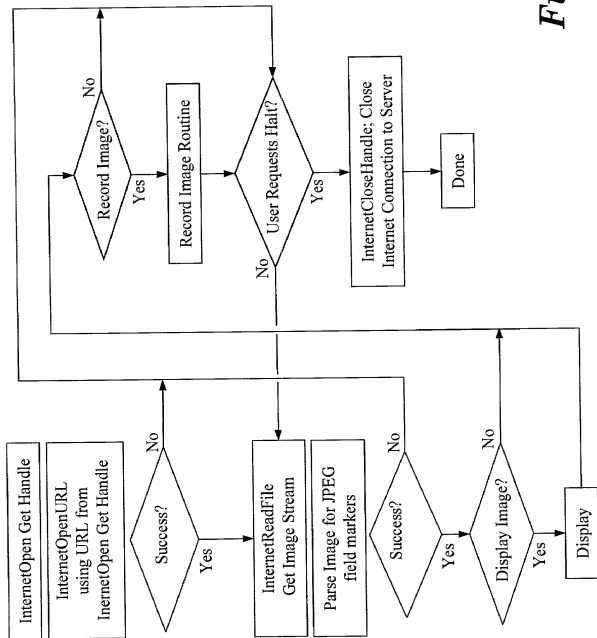 InternetOpen Get Handle
InternetOpenURL
using URL from
InernetOpen Get Handle
Success?
No
Yes
InternetReadFile
Get Image Stream
Parse Image for JPEG
field markers
Success?
No
Yes
Display Image?
No
Yes
Display
Record Image?
No
Yes
Record Image Routine
User Requests Halt?
No
Yes
InternetCloseHandle; Close
Internet Connection to Server
Done